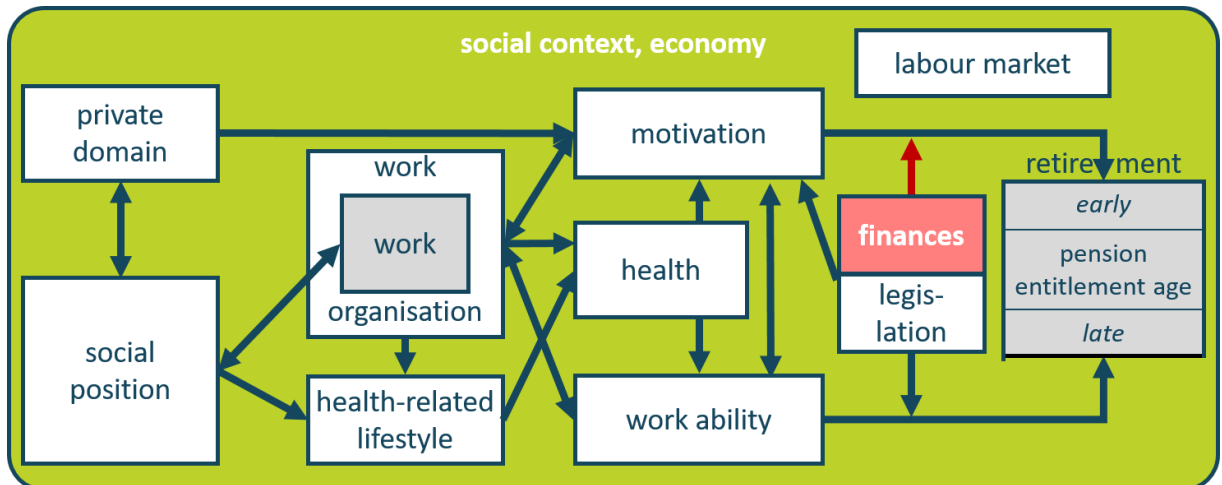 social context, economy
labour market
private
domain
motivation
work
work
organisation
retirement
early
pension
entitlement age
late
finances
legis-
lation
health
social
position
health-related
lifestyle
work ability